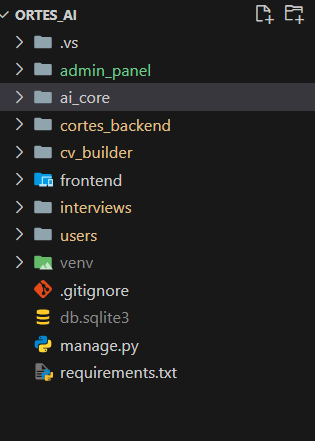 ORTES_AI
.vs
admin_panel
ai_core
cortes_backend
cv_builder
frontend
interviews
users
venv
.gitignore
db.sqlite3
manage.py
requirements.txt